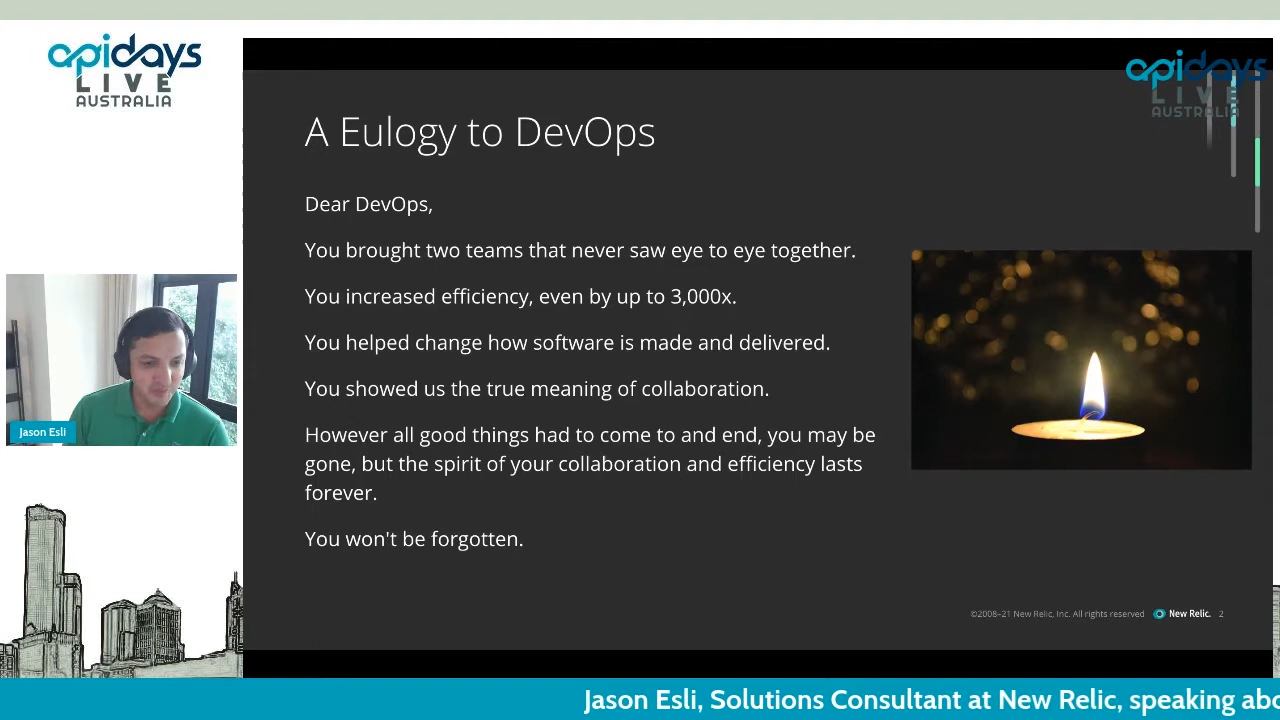 apidays
LIVE
AUSTRALIA
apidays
LIVE
AUSTRALIA
A Eulogy to DevOps
Dear DevOps,
You brought two teams that never saw eye to eye together.
You increased efficiency, even by up to 3,000x.
You helped change how software is made and delivered.
You showed us the true meaning of collaboration.
However all good things had to come to and end, you may be
gone, but the spirit of your collaboration and efficiency lasts
forever.
You won't be forgotten.
Jason Esli
©2008–21 New Relic, Inc. All rights reserved New Relic. 2
Jason Esli, Solutions Consultant at New Relic, speaking abo